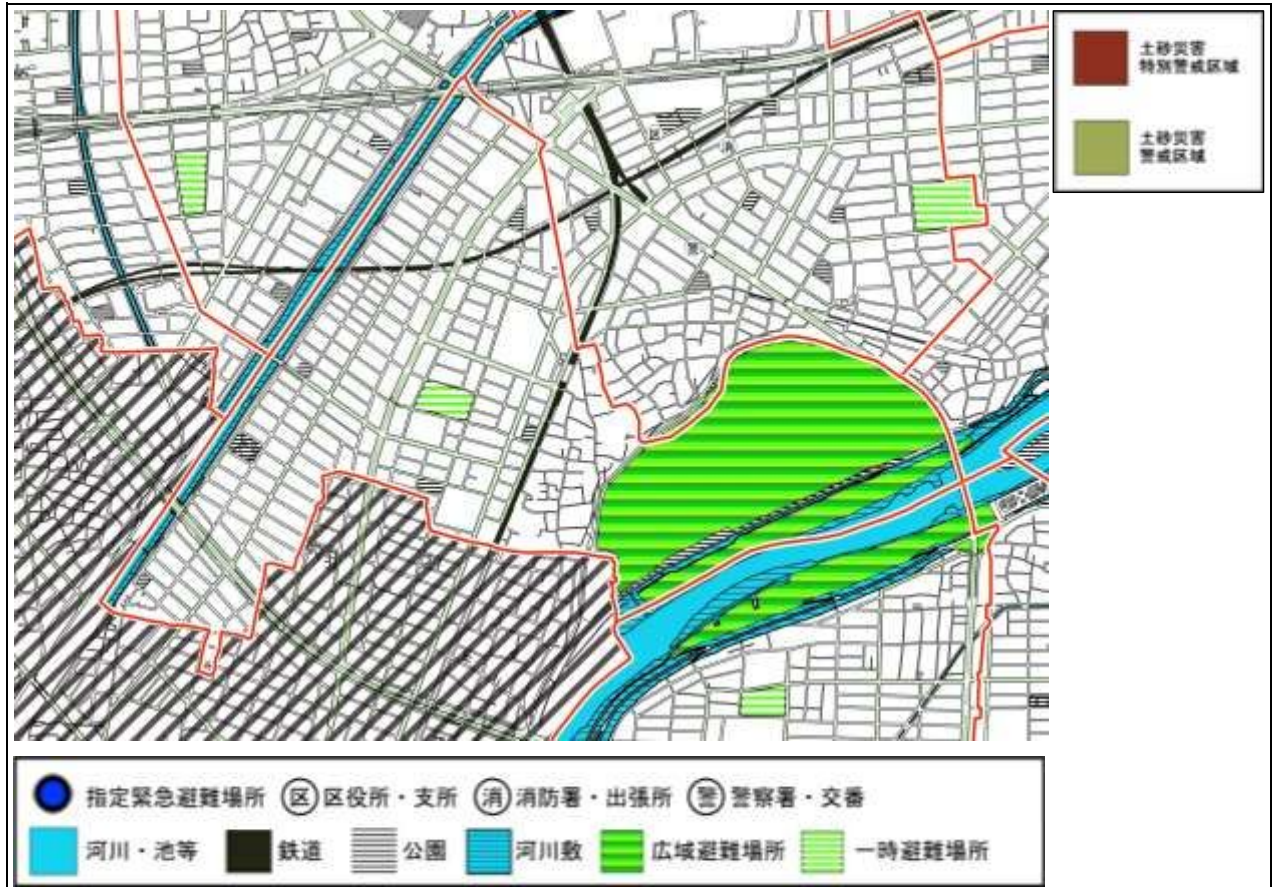 土砂災害
特別警戒区域
土砂災害
警戒区域
区
消
警
指定緊急避難場所 区 区役所・支所 消 消防署・出張所 警 警察署・交番
河川・池等 鉄道 公園 河川敷 広域避難場所 一時避難場所